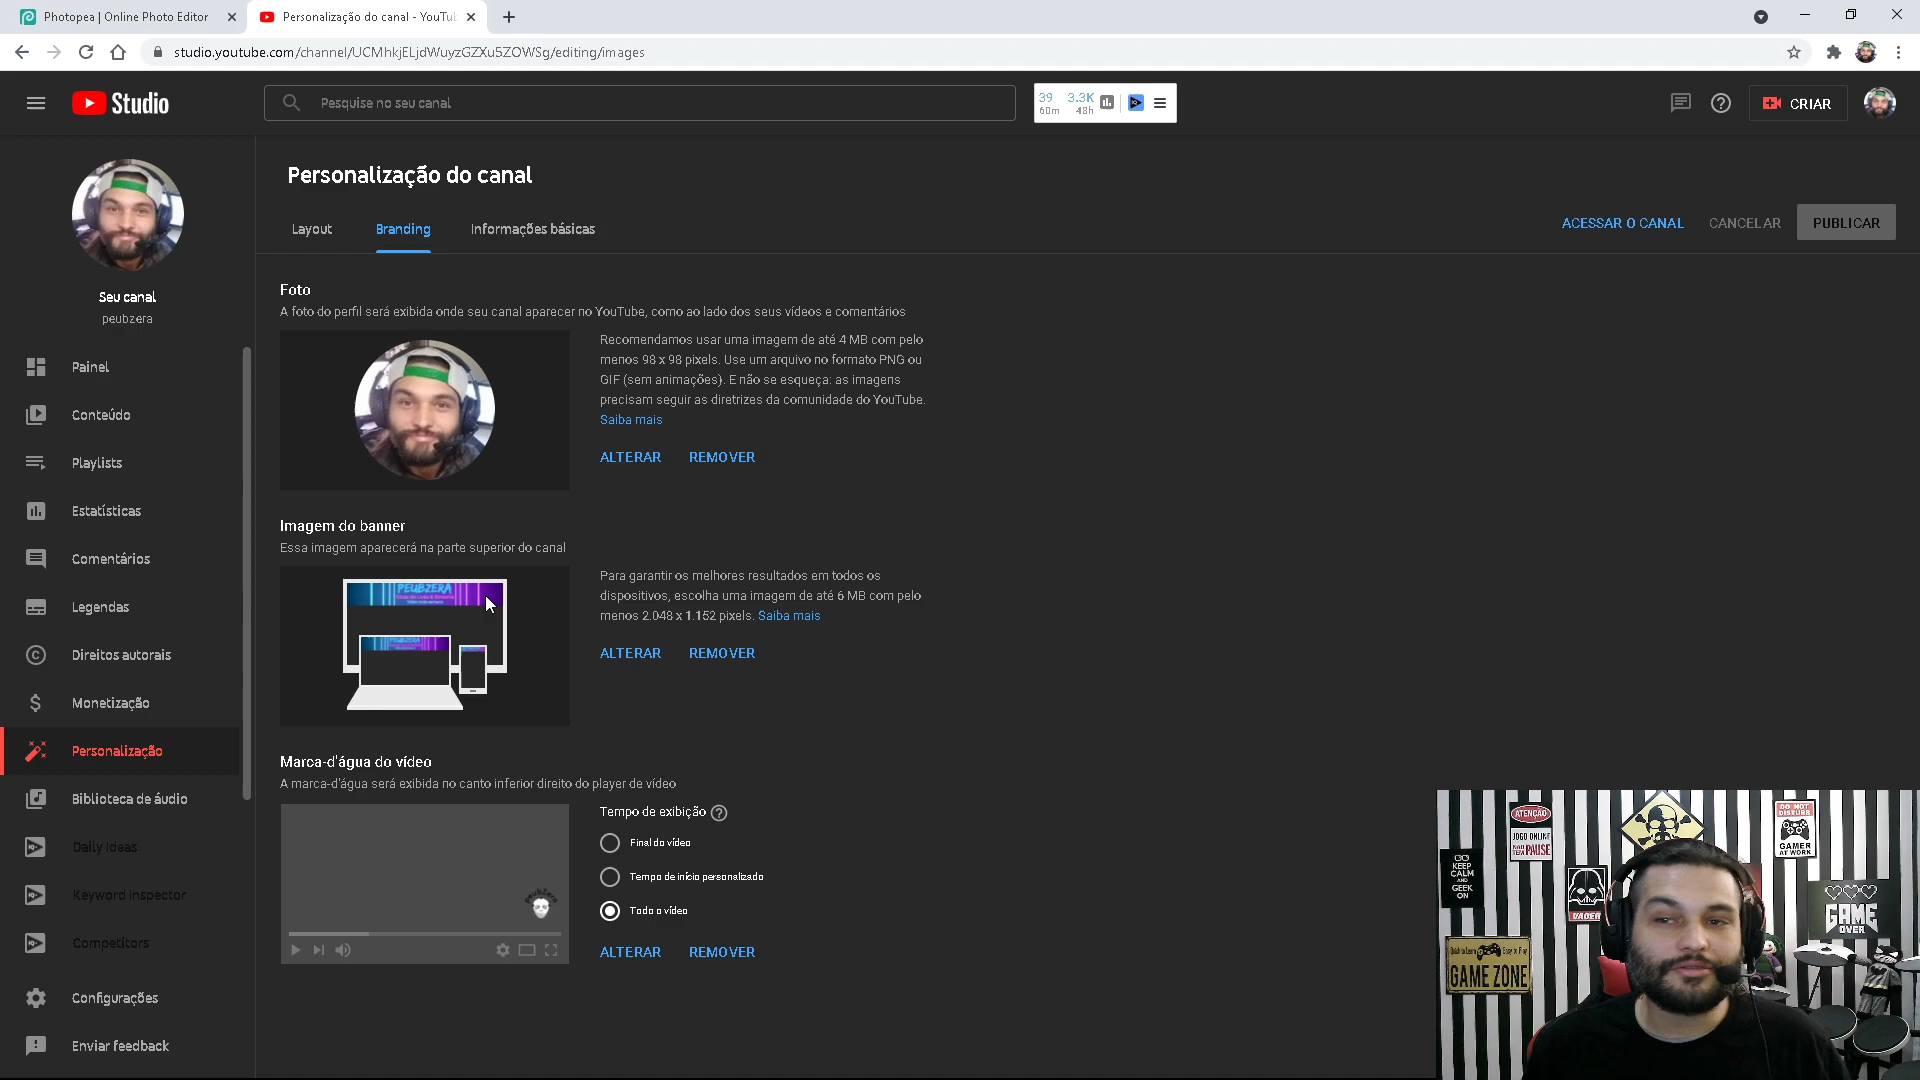 Photopea | Online Photo Editor
Personalização do canal - YouTub
studio.youtube.com/channel/UCMhkjELjdWuyzGZXu5ZOWSg/editing/images
Studio
Pesquise no seu canal
39 60m
3.3K 48h
CRIAR
Seu canal
peubzera
Painel
Conteúdo
Playlists
Estatísticas
Comentários
Legendas
Direitos autorais
Monetização
Personalização
Biblioteca de áudio
Daily Ideas
Keyword Inspector
Competitors
Configurações
Enviar feedback
Personalização do canal
Layout
Branding
Informações básicas
ACESSAR O CANAL
CANCELAR
PUBLICAR
Foto
A foto do perfil será exibida onde seu canal aparecer no YouTube, como ao lado dos seus vídeos e comentários
Recomendamos usar uma imagem de até 4 MB com pelo
menos 98 x 98 pixels. Use um arquivo no formato PNG ou
GIF (sem animações). E não se esqueça: as imagens
precisam seguir as diretrizes da comunidade do YouTube.
Saiba mais
ALTERAR
REMOVER
Imagem do banner
Essa imagem aparecerá na parte superior do canal
PEUBZERA
Para garantir os melhores resultados em todos os
dispositivos, escolha uma imagem de até 6 MB com pelo
menos 2.048 x 1.152 pixels. Saiba mais
ALTERAR
REMOVER
Marca-d'água do vídeo
A marca-d'água será exibida no canto inferior direito do player de vídeo
peubzera
Tempo de exibição
Final do vídeo
Tempo de início personalizado
Todo o vídeo
ALTERAR
REMOVER
ATENÇÃO
JOGO ONLINE
NÃO TEM PAUSE
DO NOT
DISTURB
GAMER
AT WORK
KEEP
CALM
AND
GEEK
ON
VADER
GAME
OVER
GAME ZONE